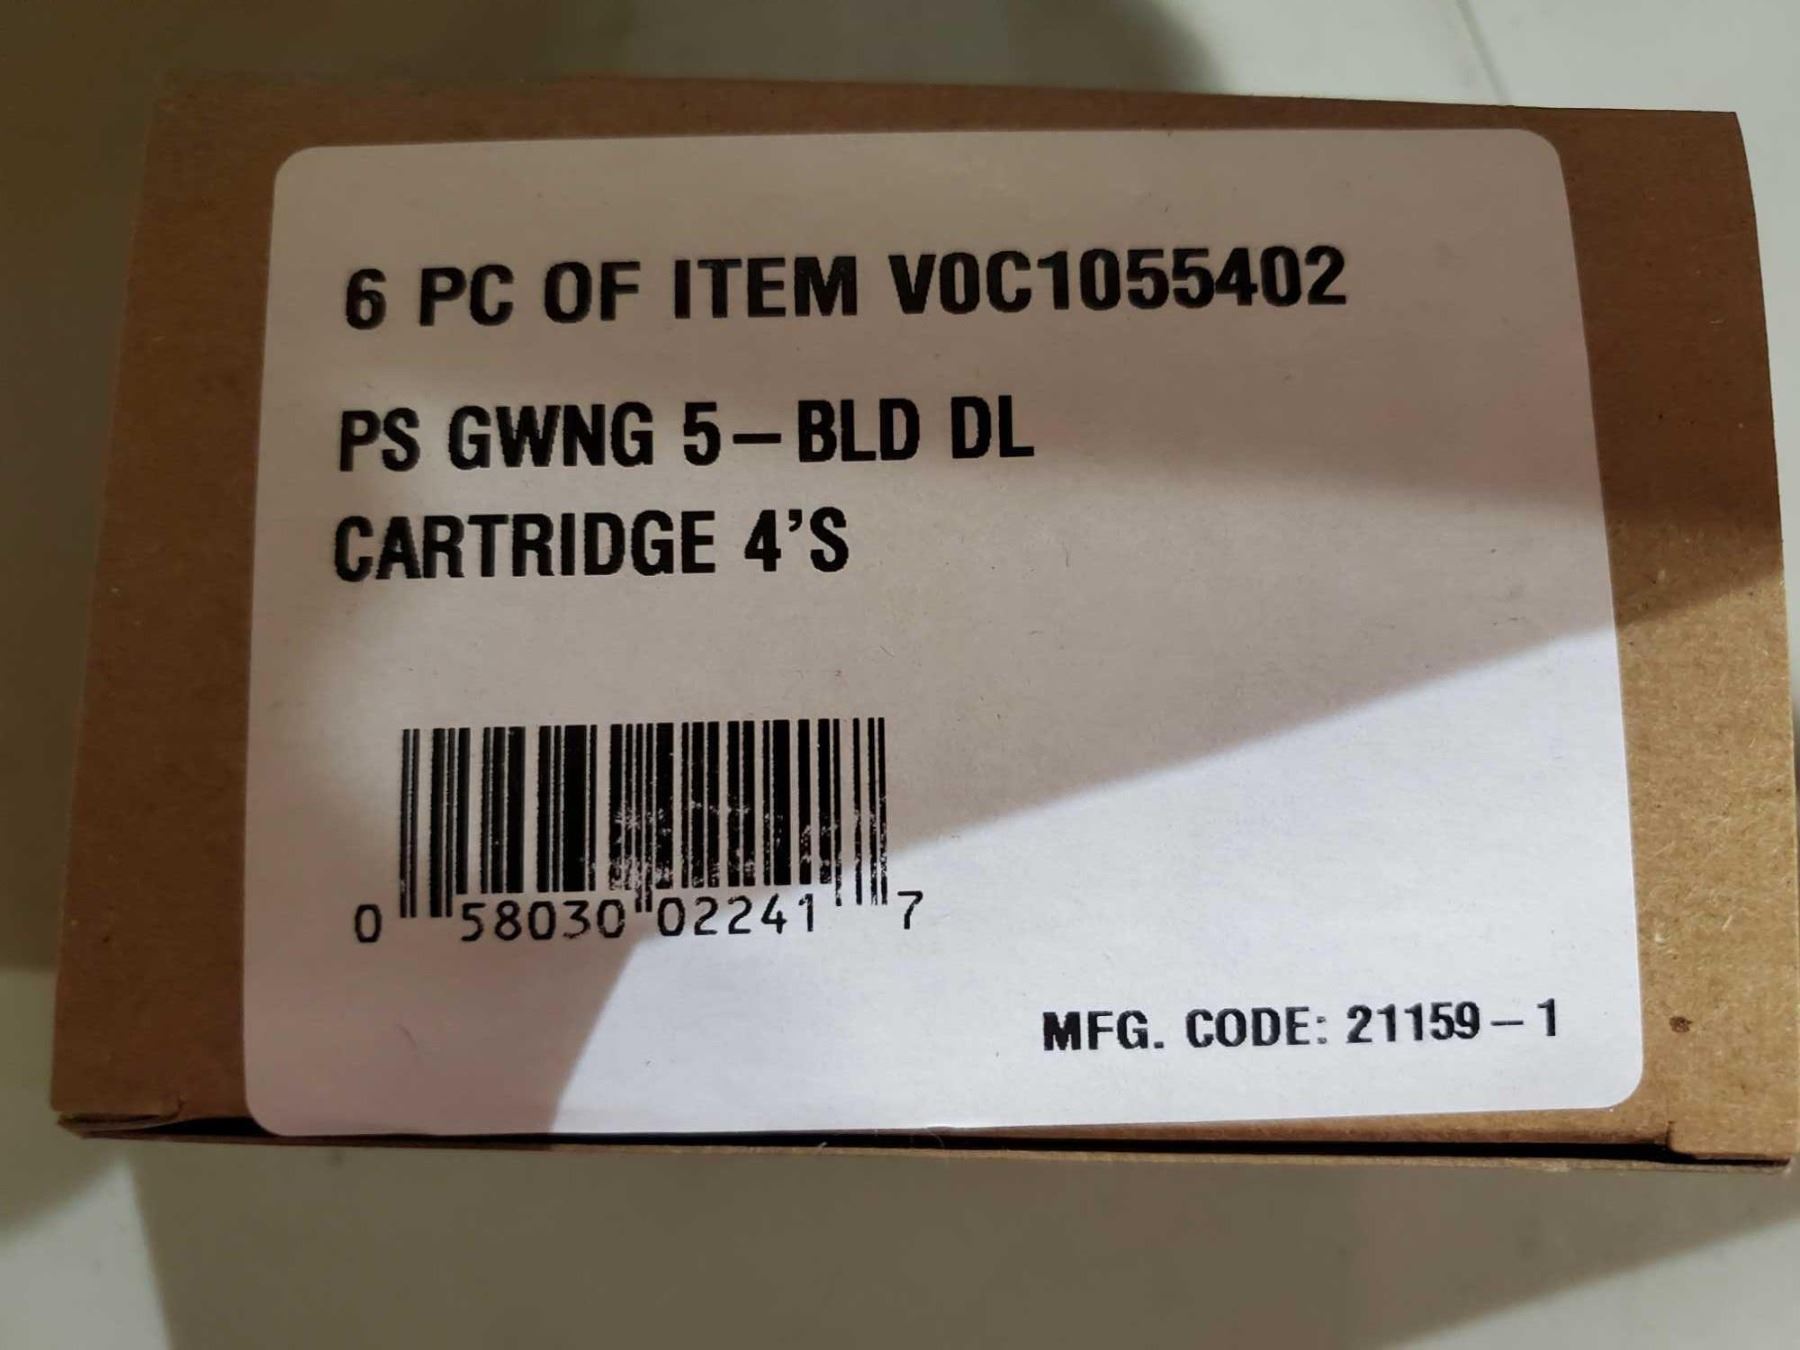 6 PC OF ITEM V0C1055402
PS GWNG 5-BLD DL
CARTRIDGE 4'S
0 58030 02241 7
MFG. CODE: 21159-1